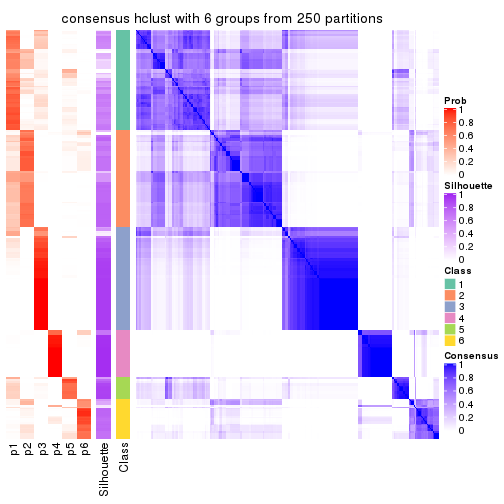 consensus hclust with 6 groups from 250 partitions
Prob
1
0.8
0.6
0.4
0.2
0
Silhouette
1
0.8
0.6
0.4
0.2
0
Class
1
2
3
4
5
6
Consensus
1
0.8
0.6
0.4
0.2
0
p1
p2
p3
p4
p5
p6
Silhouette
Class